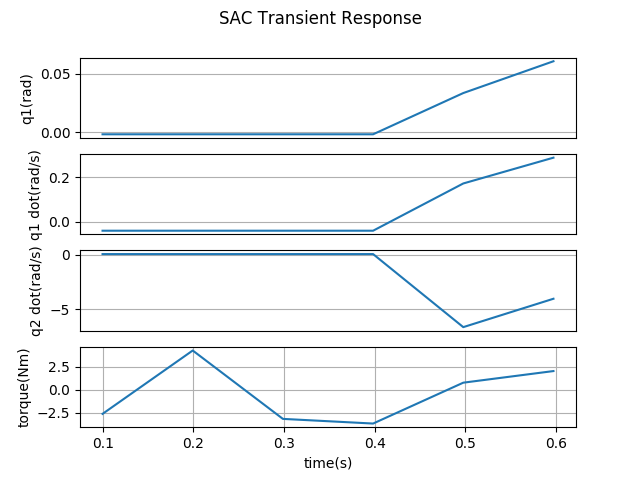 SAC Transient Response
q1(rad)
0.05
0.00
q1 dot(rad/s)
0.2
0.0
q2 dot(rad/s)
0
−5
torque(Nm)
2.5
0.0
−2.5
0.1 0.2 0.3 0.4 0.5 0.6
time(s)